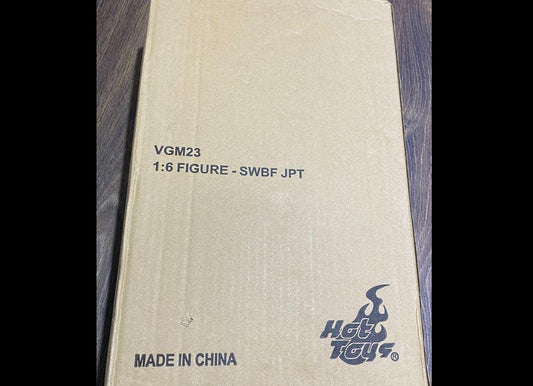 VGM23
1:6 FIGURE - SWBF JPT
Hot
Toys®
MADE IN CHINA